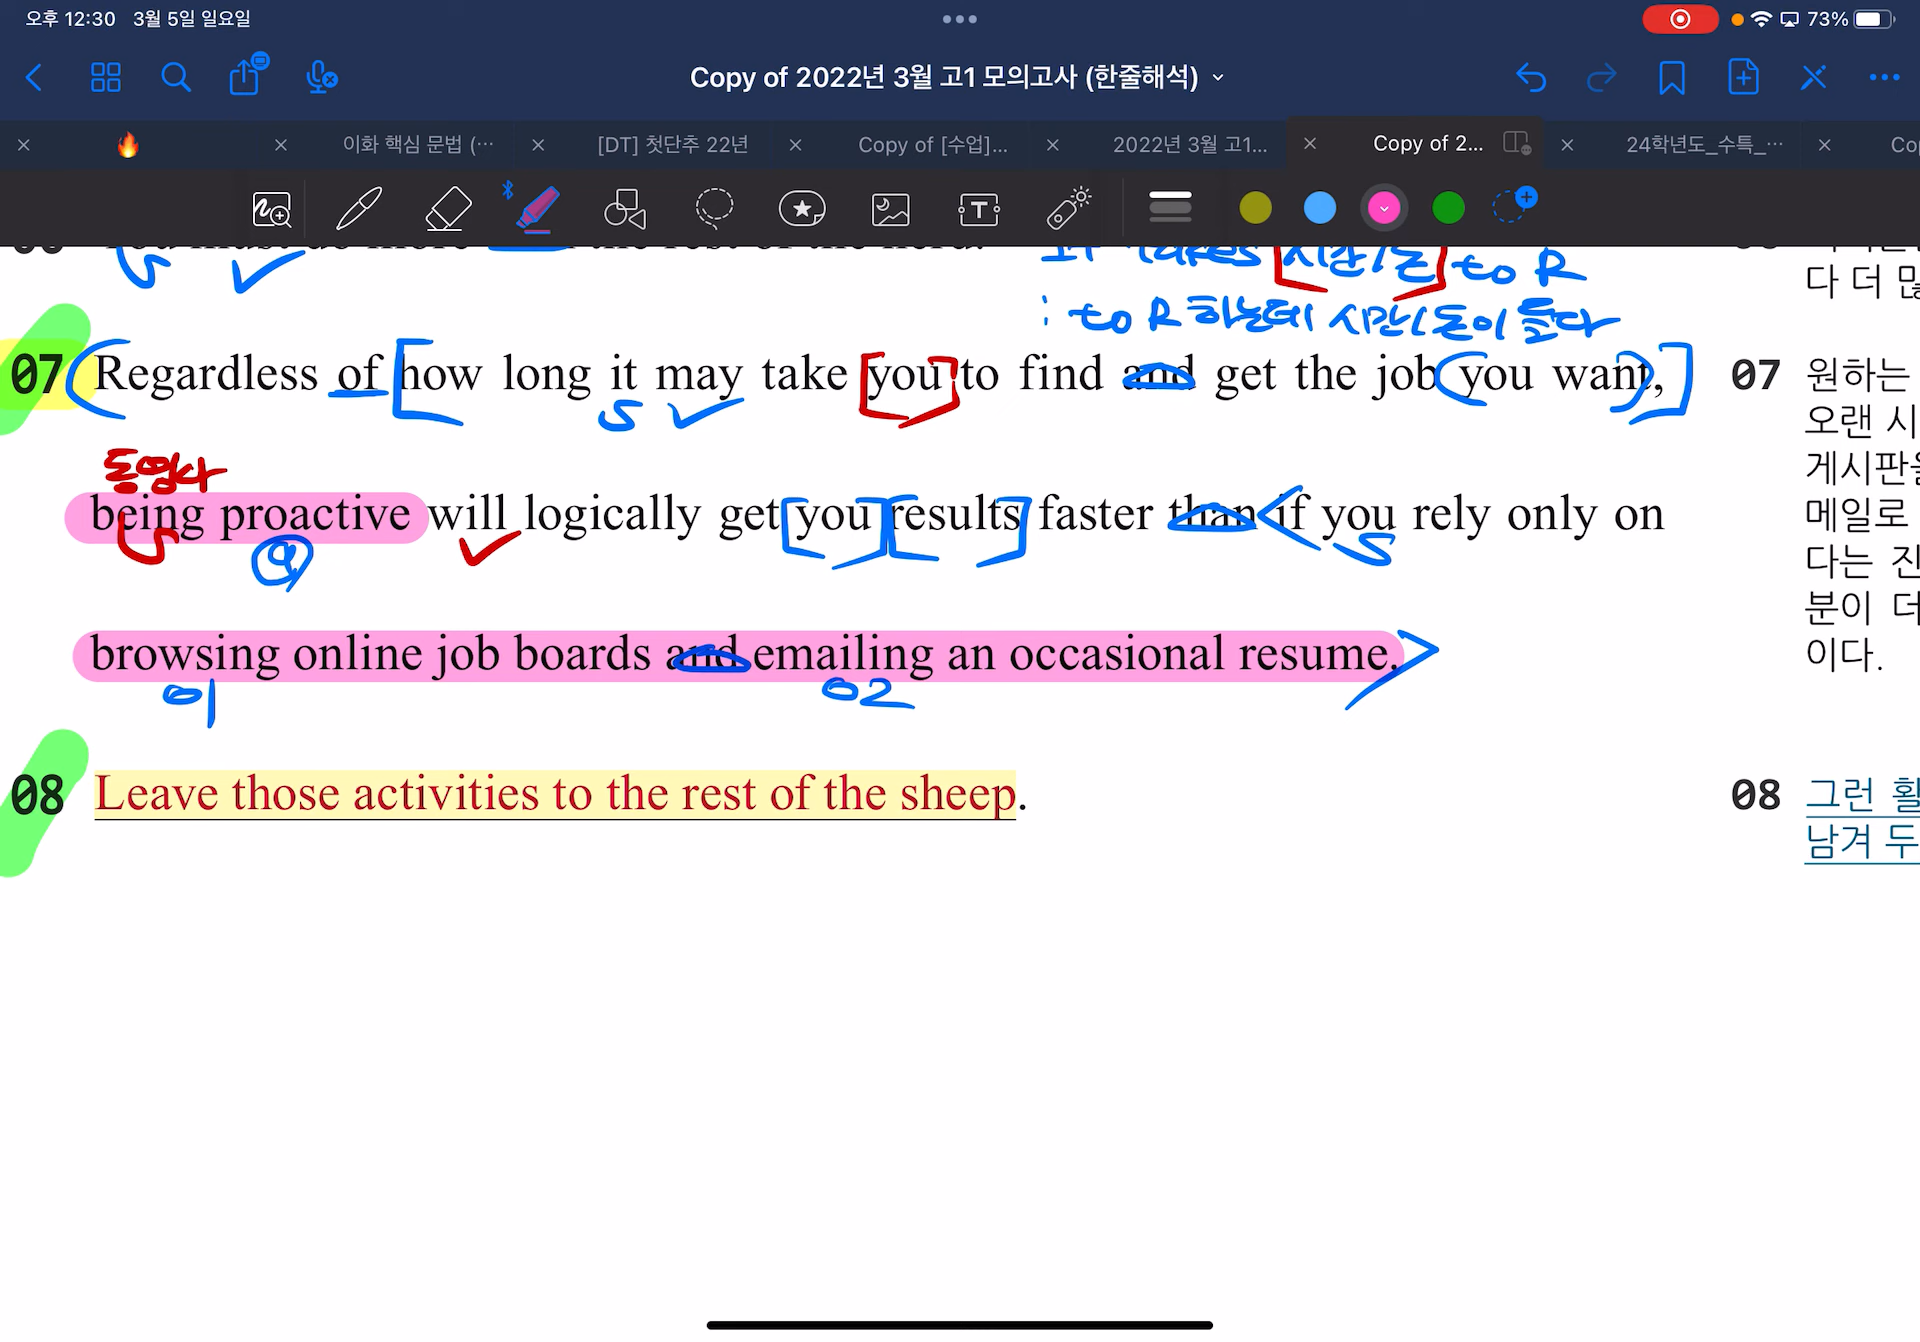 오후 12:30 3월 5일 일요일
73%
Copy of 2022년 3월 고1 모의고사 (한줄해석)
이화 핵심 문법 (···
[DT] 첫단추 22년
Copy of [수업]...
2022년 3월 고1...
Copy of 2...
24학년도_수특_···
it takes [시간/돈] to R
: to R 하는데 시간/돈이 들다
다 더 많
07 Regardless of how long it may take you to find and get the job you want,
S
동명사
being proactive will logically get you results faster than if you rely only on
S
S
browsing online job boards and emailing an occasional resume.
01
02
08 Leave those activities to the rest of the sheep.
07 원하는
오랜 시
게시판을
메일로
다는 진
분이 더
이다.
08 그런 활
남겨 두